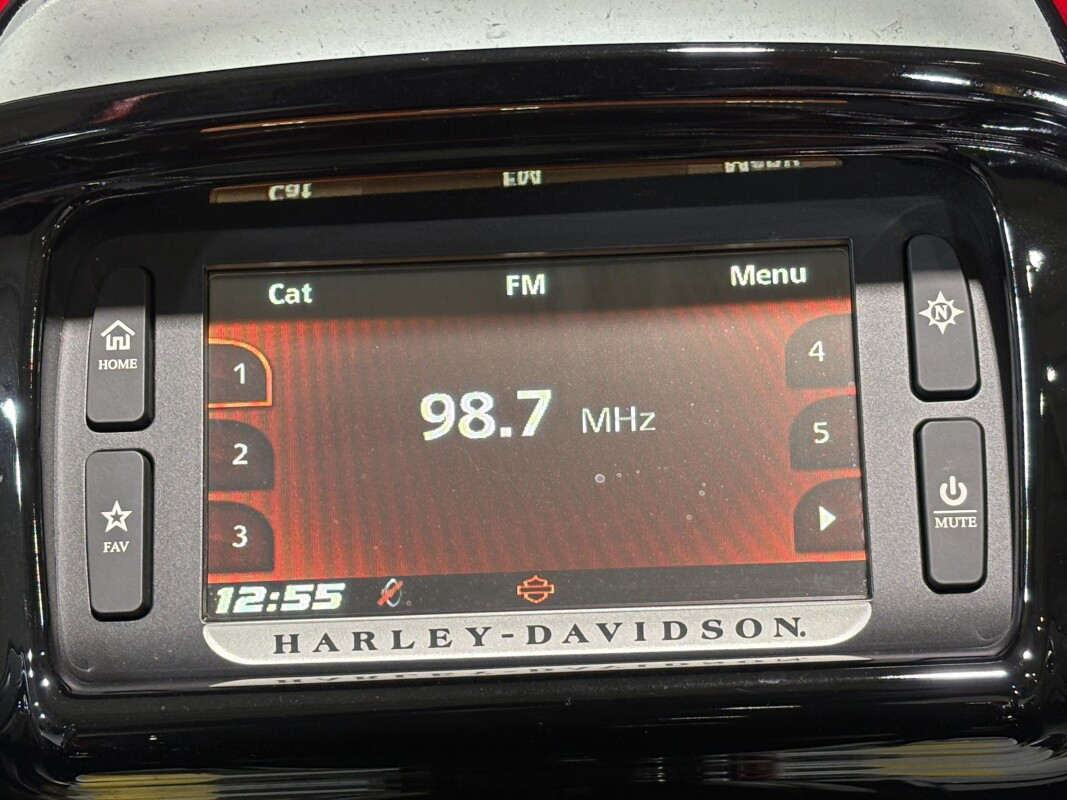 Cat
FM
Menu
HOME
FAV
1
2
3
98.7 MHz
4
5
N
MUTE
12:55
HARLEY-DAVIDSON.